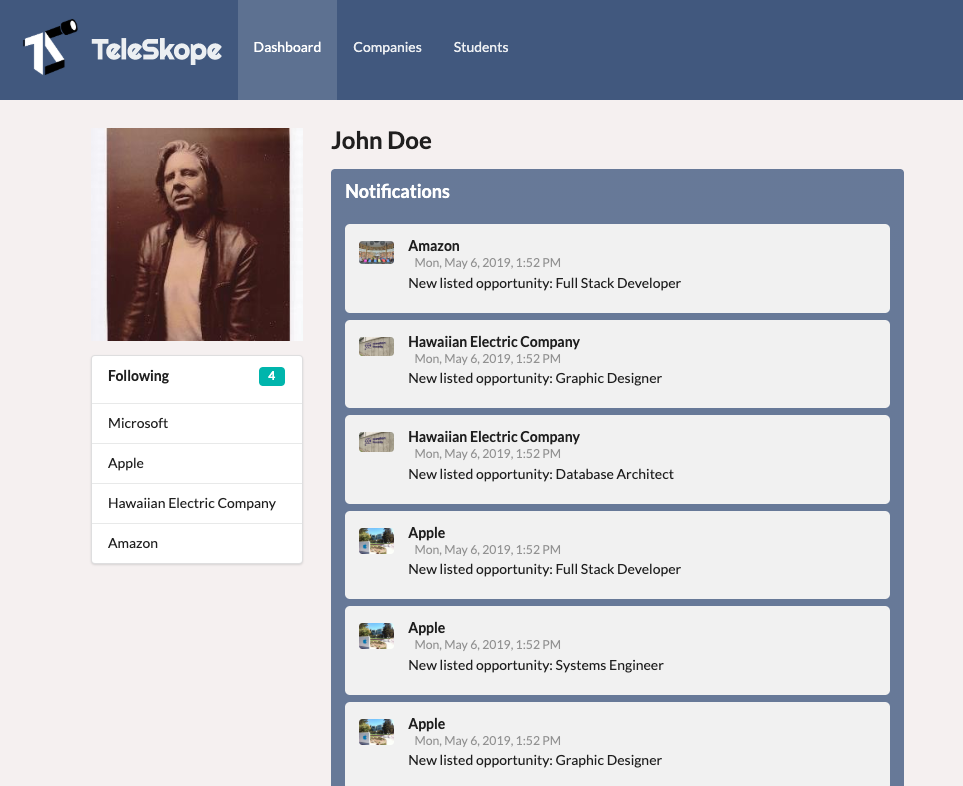 TeleSkope
Dashboard
Companies
Students
John Doe
Notifications
Following
4
Microsoft
Apple
Hawaiian Electric Company
Amazon
Amazon
Mon, May 6, 2019, 1:52 PM
New listed opportunity: Full Stack Developer
Hawaiian Electric Company
Mon, May 6, 2019, 1:52 PM
New listed opportunity: Graphic Designer
Hawaiian Electric Company
Mon, May 6, 2019, 1:52 PM
New listed opportunity: Database Architect
Apple
Mon, May 6, 2019, 1:52 PM
New listed opportunity: Full Stack Developer
Apple
Mon, May 6, 2019, 1:52 PM
New listed opportunity: Systems Engineer
Apple
Mon, May 6, 2019, 1:52 PM
New listed opportunity: Graphic Designer